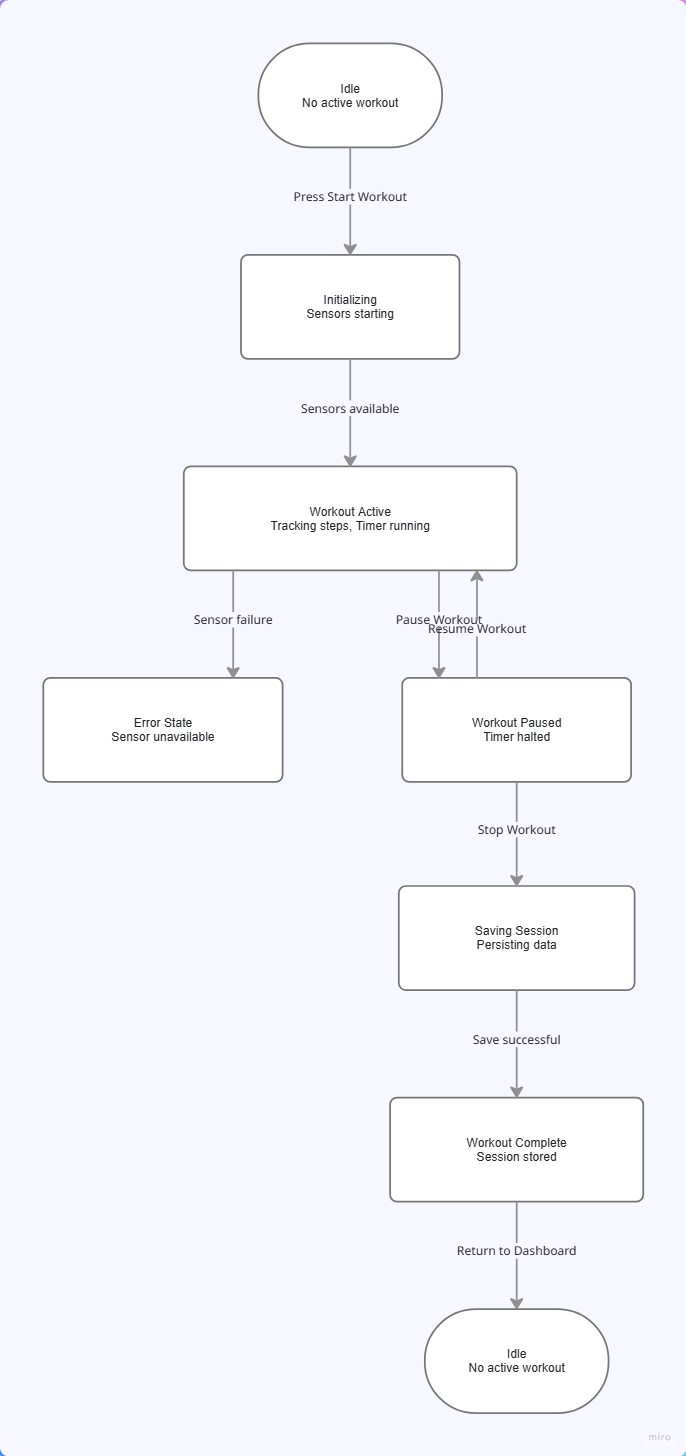 Idle
No active workout
Press Start Workout
Initializing
Sensors starting
Sensors available
Workout Active
Tracking steps, Timer running
Sensor failure
Pause Workout
Resume Workout
Error State
Sensor unavailable
Workout Paused
Timer halted
Stop Workout
Saving Session
Persisting data
Save successful
Workout Complete
Session stored
Return to Dashboard
Idle
No active workout
miro